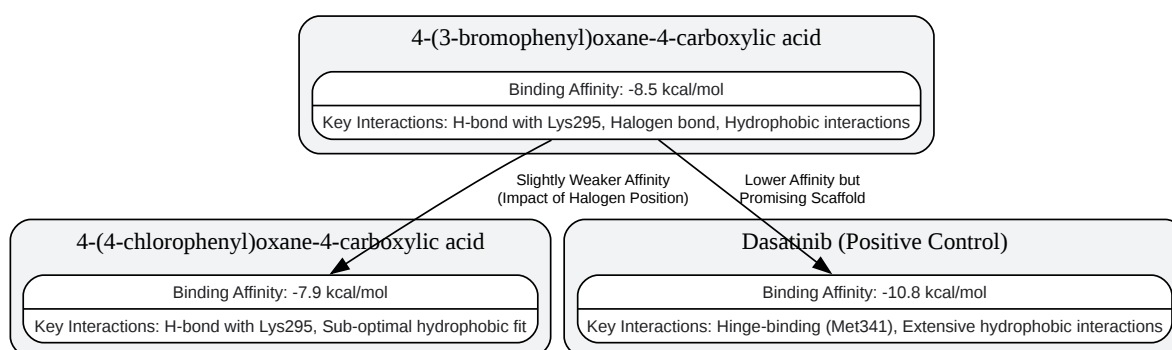 4-(3-bromophenyl)oxane-4-carboxylic acid
Binding Affinity: -8.5 kcal/mol
Key Interactions: H-bond with Lys295, Halogen bond, Hydrophobic interactions
Slightly Weaker Affinity
(Impact of Halogen Position)
Lower Affinity but
Promising Scaffold
4-(4-chlorophenyl)oxane-4-carboxylic acid
Binding Affinity: -7.9 kcal/mol
Key Interactions: H-bond with Lys295, Sub-optimal hydrophobic fit
Dasatinib (Positive Control)
Binding Affinity: -10.8 kcal/mol
Key Interactions: Hinge-binding (Met341), Extensive hydrophobic interactions